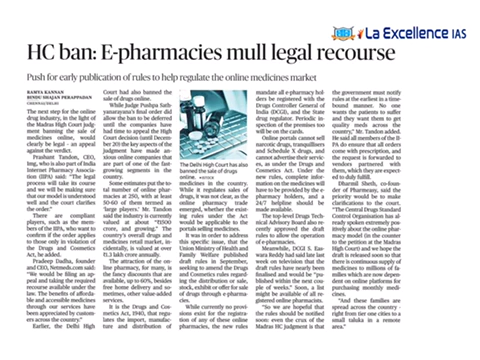 La Excellence IAS
HC ban: E-pharmacies mull legal recourse
Push for early publication of rules to help regulate the online medicines market
RAMYA KANNAN
BINDU SHAJAN PERAPPADAN
CHENNAI/DELHI
The next step for the online
drug industry, in the light of
the Madras High Court judg-
ment banning the sale of
medicines online, would
clearly be legal - an appeal
against the verdict.
Prashant Tandon, CEO,
1mg, who is also part of India
Internet Pharmacy Associa-
tion (IIPA) said: "The legal
process will take its course
and we will be making sure
that our model is understood
well and the court clarifies
the order."
There are compliant
players, such as the mem-
bers of the IIPA, who want to
confirm if the order applies
to those only in violation of
the Drugs and Cosmetics
Act, he added.
Pradeep Dadha, founder
and CEO, Netmeds.com said:
"We would be filing an ap-
peal and taking the required
recourse available under the
law. The benefits of afforda-
ble and accessible medicines
through our services have
been appreciated by custom-
ers across the country."
Earlier, the Delhi High
Court had also banned the
sale of drugs online.
While Judge Pushpa Sath-
yanarayana's final order did
allow the ban to be deferred
until the companies have
had time to appeal the High
Court decision (until Decem-
ber 20) the key aspects of the
judgment have made an-
xious online companies that
are part of one of the fast-
growing segments in the
country.
Some estimates put the to-
tal number of online phar-
macies at 250, with at least
50-60 of them termed as
'large players'. Mr. Tandon
said the industry is currently
valued at about "₹1500
crore, and growing." The
country's overall drugs and
medicines retail market, in-
cidentally, is valued at over
₹1.3 lakh crore annually.
The attraction of the on-
line pharmacy, for many, is
the fancy discounts that are
available, up to 60%, besides
free home delivery and so-
metimes, other value-added
services.
It is the Drugs and Cosme-
tics Act, 1940, that regu-
lates the import, manufac-
ture and distribution of
The Delhi High Court has also
banned the sale of drugs
online.
medicines in the country.
While it regulates sales of
drugs, it was not clear, as the
online pharmacy trade
emerged, whether the exist-
ing rules under the Act
would be applicable to the
portals selling medicines.
It was in order to address
this specific issue, that the
Union Ministry of Health and
Family Welfare published
draft rules in September,
seeking to amend the Drugs
and Cosmetics rules regard-
ing the distribution or sale,
stock, exhibit or offer for sale
of drugs through e-pharma-
cies.
While currently no provi-
sions exist for the registra-
tion of any of these online
pharmacies, the new rules
mandate all e-pharmacy hol-
ders be registered with the
Drugs Controller General of
India (DCGI), and the State
drug regulator. Periodic in-
spection of the premises too
will be on the cards.
Online portals cannot sell
narcotic drugs, tranquillisers
and Schedule X drugs, and
cannot advertise their servic-
es, as under the Drugs and
Cosmetics Act. Under the
new rules, complete infor-
mation on the medicines will
have to be provided by the e-
pharmacy holders, and a
24/7 helpline should be
made available.
The top-level Drugs Tech-
nical Advisory Board also re-
cently approved the draft
rules to allow the operation
of e-pharmacies.
Meanwhile, DCGI S. Eas-
wara Reddy had said late last
week on television that the
draft rules have nearly been
finalised and would be "pu-
blished within the next cou-
ple of weeks". Soon, a list
might be available of all re-
gistered online pharmacies.
"So we are hopeful that
the rules should be notified
soon: even the crux of the
Madras HC judgment is that
the government must notify
rules at the earliest in a time-
bound manner. No one
wants the patients to suffer
and they want them to get
quality meds across the
country," Mr. Tandon added.
He said all members of the II-
PA do ensure that all orders
come with prescription, and
the request is forwarded to
vendors partnered with
them, which they are expect-
ed to duly fulfill.
Dharmil Sheth, co-foun-
der of Pharmeasy, said the
priority would be to make
clarifications to the court.
"The Central Drugs Standard
Control Organisation has al-
ready spoken extremely pos-
itively about the online phar-
macy model (in the counter
to the petition at the Madras
High Court) and we hope the
draft is released soon so that
there is continuous supply of
medicines to millions of fa-
milies which are now depen-
dent on online platforms for
purchasing monthly medi-
cines.
"And these families are
spread across the country -
right from tier one cities to a
small taluka in a remote
area."